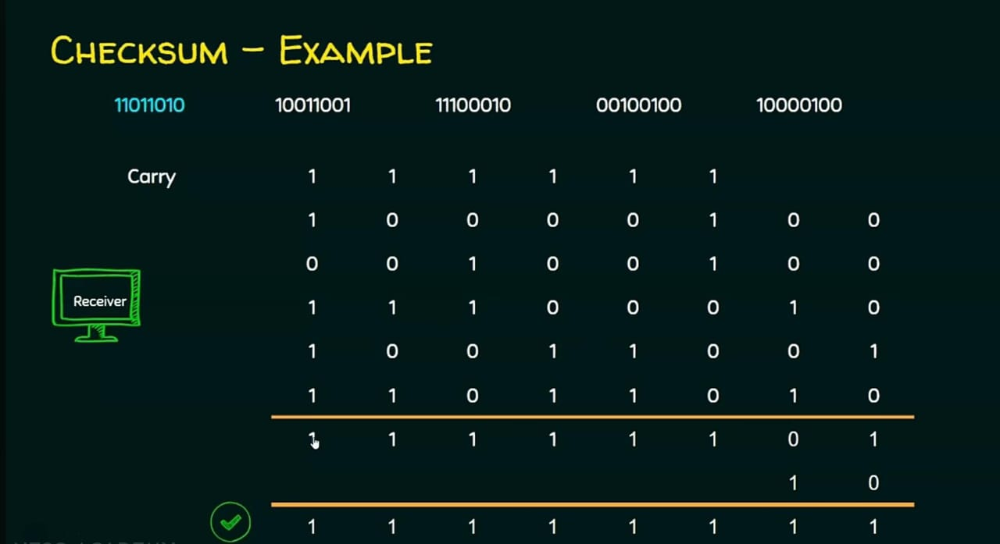 CHECKSUM – EXAMPLE
11011010 10011001 11100010 00100100 10000100
Carry 1 1 1 1 1 1
1 0 0 0 0 1 0 0
0 0 1 0 0 1 0 0
1 1 1 0 0 0 1 0
Receiver
1 0 0 1 1 0 0 1
1 1 0 1 1 0 1 0
1 1 1 1 1 1 0 1
1 0
1 1 1 1 1 1 1 1